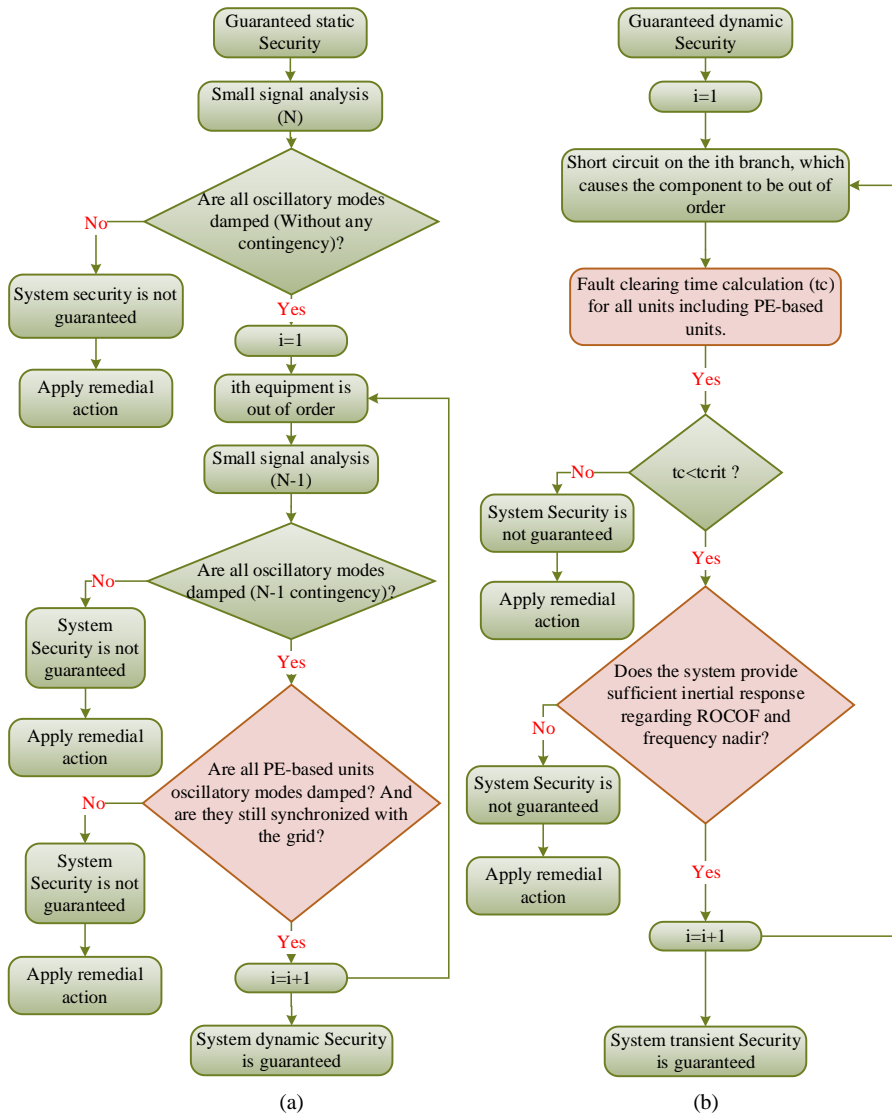 Guaranteed static
Security
Small signal analysis
(N)
Are all oscillatory modes
damped (Without any
contingency)?
No
System security is not
guaranteed
Apply remedial
action
Yes
i=1
ith equipment is
out of order
Small signal analysis
(N-1)
Are all oscillatory modes
damped (N-1 contingency)?
No
System
Security is not
guaranteed
Apply remedial
action
Yes
Are all PE-based units
oscillatory modes damped? And
are they still synchronized with
the grid?
No
System
Security is not
guaranteed
Apply remedial
action
Yes
i=i+1
System dynamic Security
is guaranteed
(a)
Guaranteed dynamic
Security
i=1
Short circuit on the ith branch, which
causes the component to be out of
order
Fault clearing time calculation (tc)
for all units including PE-based
units.
Yes
tc<tcrit ?
No
System Security is
not guaranteed
Apply remedial
action
Yes
Does the system provide
sufficient inertial response
regarding ROCOF and
frequency nadir?
No
System Security is
not guaranteed
Apply remedial
action
Yes
i=i+1
System transient Security
is guaranteed
(b)